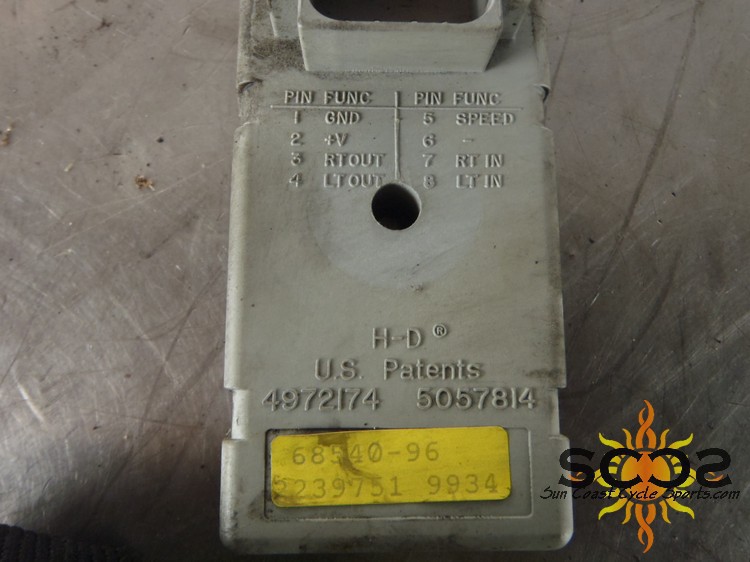 PIN FUNC | PIN FUNC
1 GND 5 SPEED
2 +V 6 -
3 RTOUT 7 RT IN
4 LTOUT 8 LT IN
H-D®
U.S. Patents
4972174 5057814
68540-96
2239751 9934
SCCS
Sun Coast Cycle Sports.com